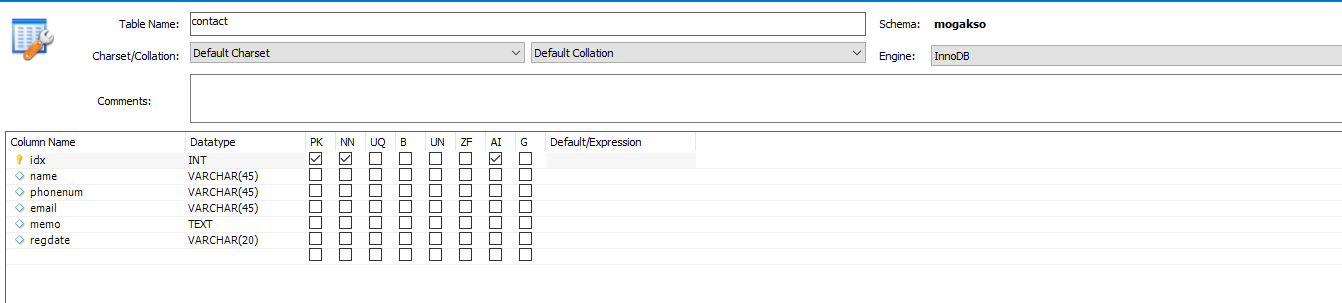 Table Name: contact Schema: mogakso
Charset/Collation: Default Charset Default Collation Engine: InnoDB
Comments:
Column Name Datatype PK NN UQ B UN ZF AI G Default/Expression
idx INT
name VARCHAR(45)
phonenum VARCHAR(45)
email VARCHAR(45)
memo TEXT
regdate VARCHAR(20)